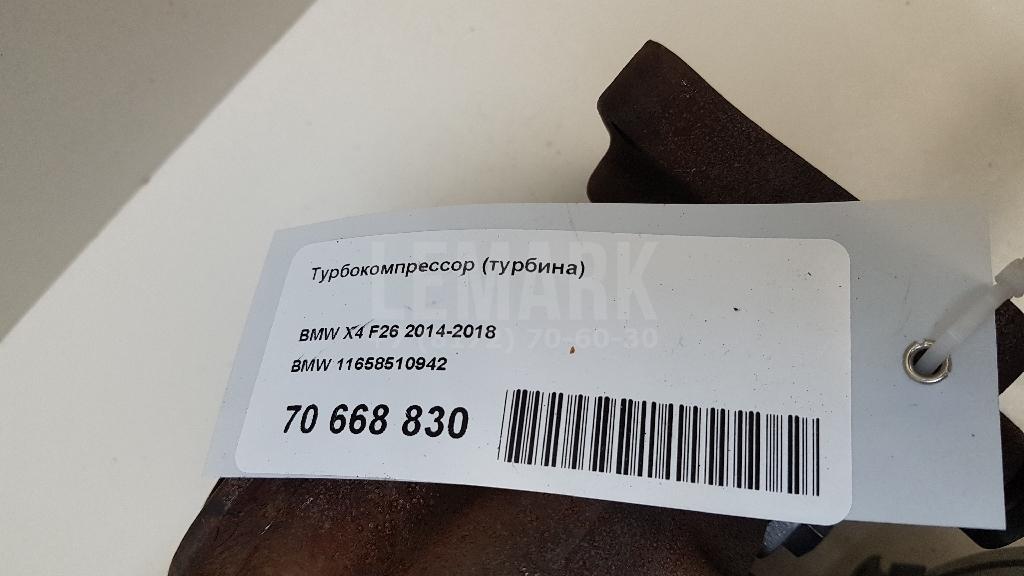 LEMARK
Турбокомпрессор (турбина)
BMW X4 F26 2014-2018
70-60-30
BMW 11658510942
70 668 830